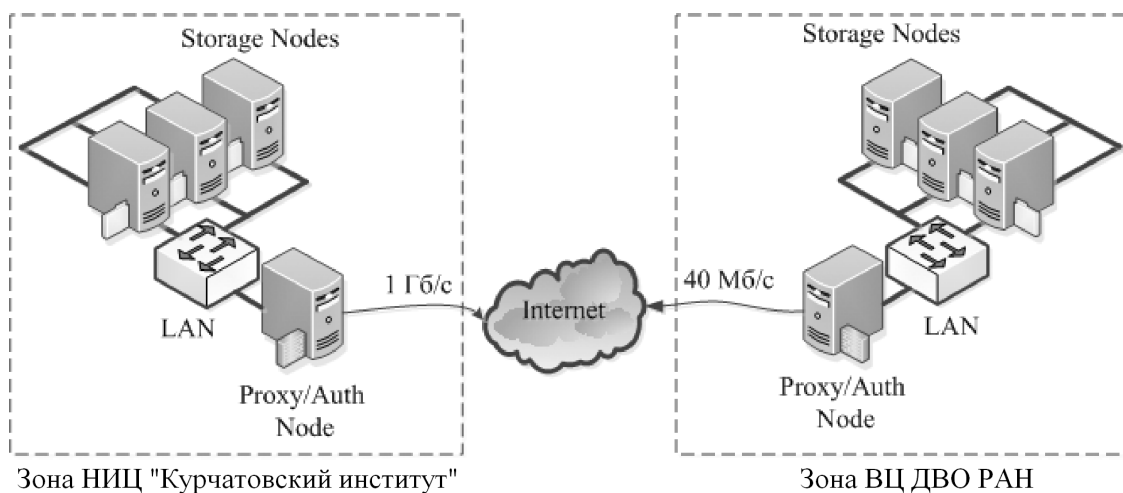 Storage Nodes
LAN
Proxy/Auth
Node
1 Гб/с
Зона НИЦ "Курчатовский институт"
Internet
Storage Nodes
40 Мб/с
LAN
Proxy/Auth
Node
Зона ВЦ ДВО РАН